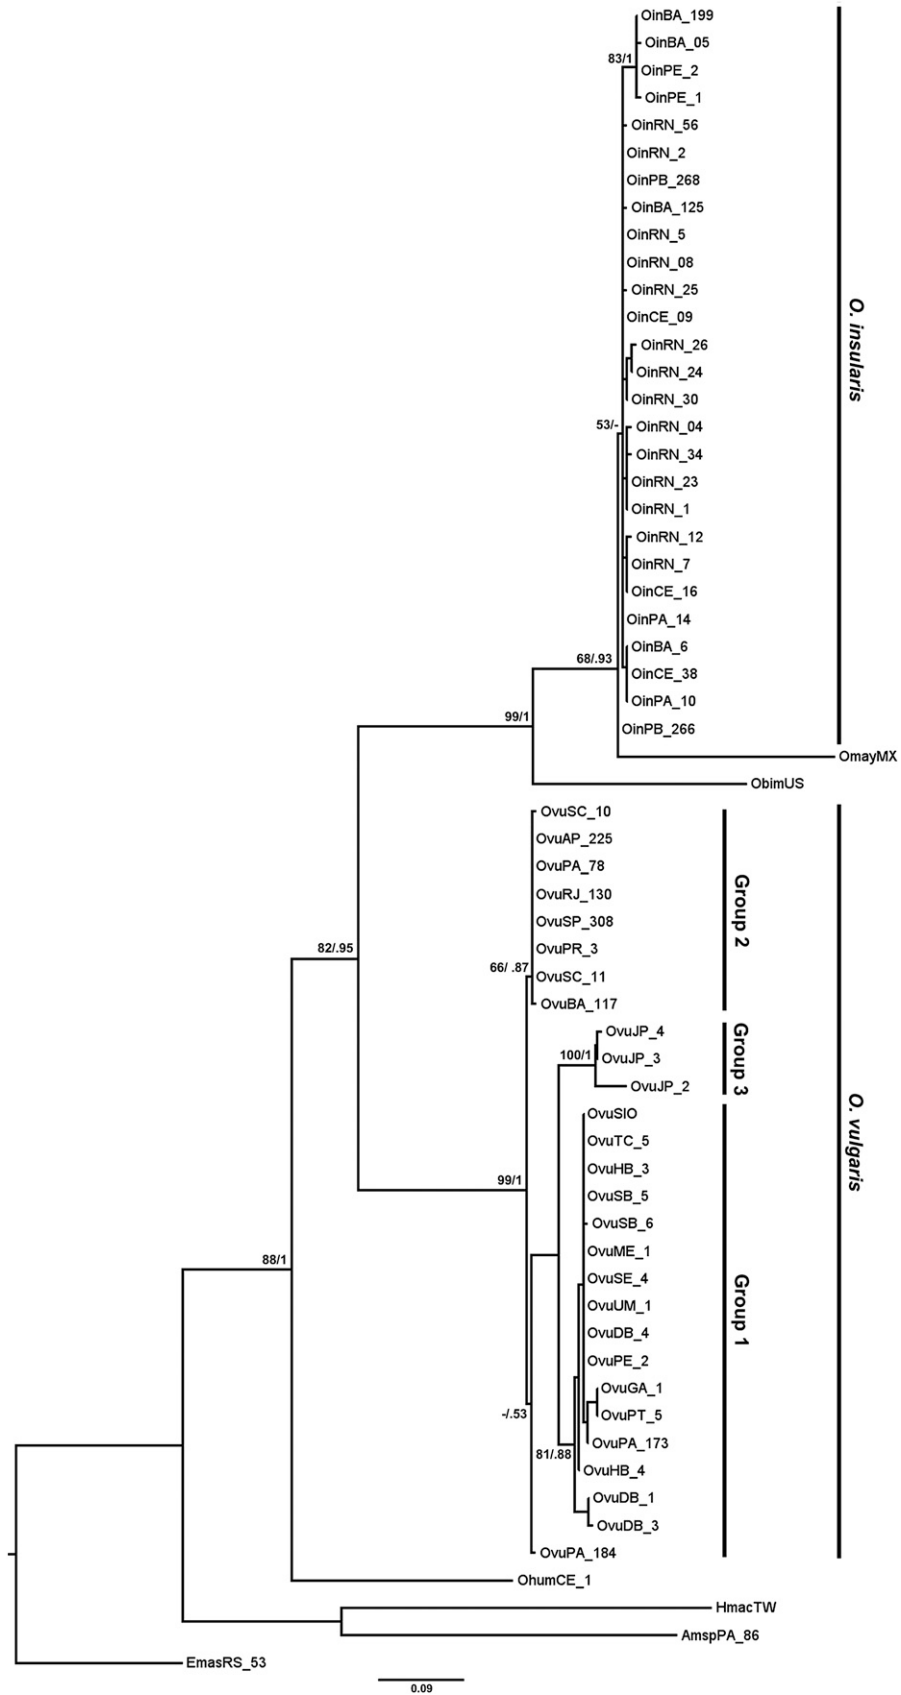 OinBA_199
OinBA_05
83/1
OinPE_2
OinPE_1
OinRN_56
OinRN_2
OinPB_268
OinBA_125
OinRN_5
OinRN_08
OinRN_25
OinCE_09
O. insularis
OinRN_26
OinRN_24
OinRN_30
53/-
OinRN_04
OinRN_34
OinRN_23
OinRN_1
OinRN_12
OinRN_7
OinCE_16
OinPA_14
OinBA_6
68/.93
OinCE_38
OinPA_10
99/1
OinPB_266
OmayMX
ObimUS
OvuSC_10
OvuAP_225
OvuPA_78
OvuRJ_130
Group 2
OvuSP_308
82/.95
OvuPR_3
66/ .87
OvuSC_11
OvuBA_117
OvuJP_4
100/1
OvuJP_3
Group 3
OvuJP_2
OvuSIO
OvuTC_5
O. vulgaris
OvuHB_3
99/1
OvuSB_5
OvuSB_6
88/1
OvuME_1
OvuSE_4
OvuUM_1
Group 1
OvuDB_4
OvuPE_2
OvuGA_1
-/.53
OvuPT_5
OvuPA_173
81/.88
OvuHB_4
OvuDB_1
OvuDB_3
OvuPA_184
OhumCE_1
HmacTW
AmspPA_86
EmasRS_53
0.09